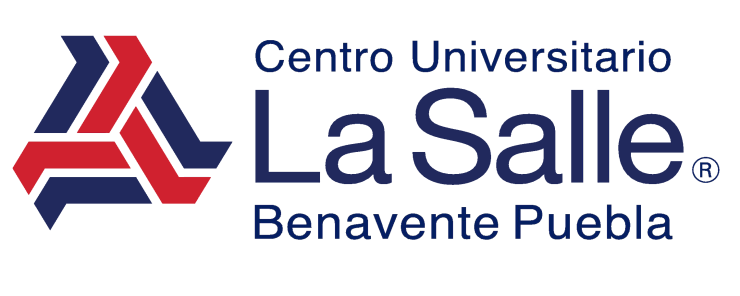 Centro Universitario
La Salle ®
Benavente Puebla